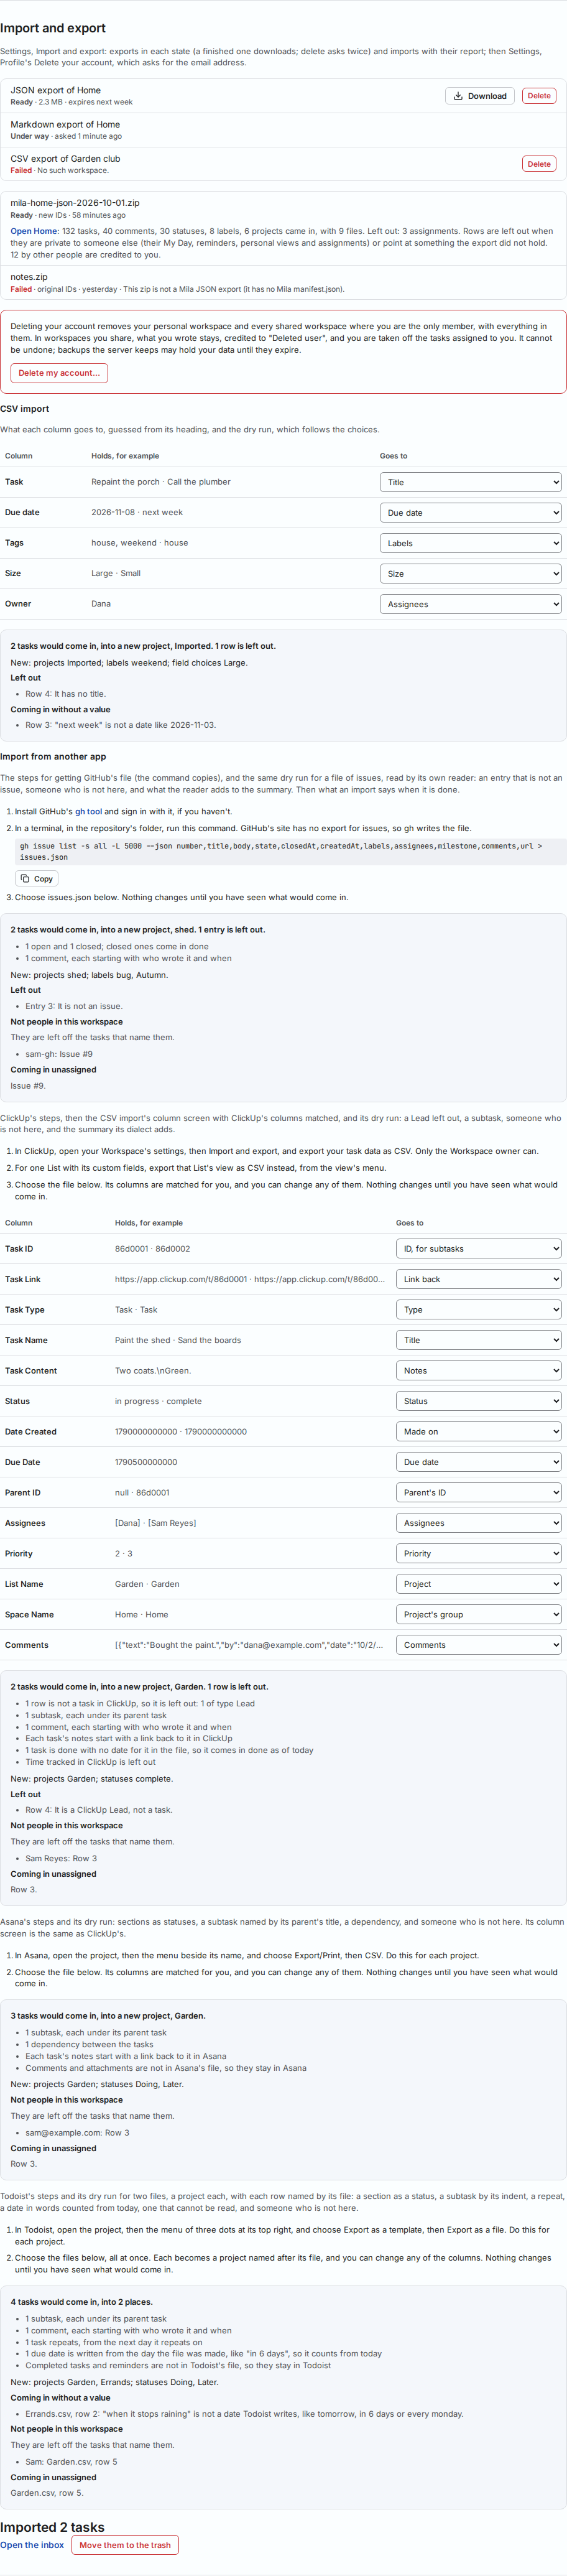 Import and export
Settings, Import and export: exports in each state (a finished one downloads; delete asks twice) and imports with their report; then Settings,
Profile's Delete your account, which asks for the email address.
JSON export of Home
Ready · 2.3 MB · expires next week
Download
Delete
Markdown export of Home
Under way · asked 1 minute ago
CSV export of Garden club
Failed · No such workspace.
Delete
mila-home-json-2026-10-01.zip
Ready · new IDs · 58 minutes ago
Open Home: 132 tasks, 40 comments, 30 statuses, 8 labels, 6 projects came in, with 9 files. Left out: 3 assignments. Rows are left out when
they are private to someone else (their My Day, reminders, personal views and assignments) or point at something the export did not hold.
12 by other people are credited to you.
notes.zip
Failed · original IDs · yesterday · This zip is not a Mila JSON export (it has no Mila manifest.json).
Deleting your account removes your personal workspace and every shared workspace where you are the only member, with everything in
them. In workspaces you share, what you wrote stays, credited to "Deleted user", and you are taken off the tasks assigned to you. It cannot
be undone; backups the server keeps may hold your data until they expire.
Delete my account...
CSV import
What each column goes to, guessed from its heading, and the dry run, which follows the choices.
Column Holds, for example Goes to
Task Repaint the porch · Call the plumber Title
Due date 2026-11-08 · next week Due date
Tags house, weekend · house Labels
Size Large · Small Size
Owner Dana Assignees
2 tasks would come in, into a new project, Imported. 1 row is left out.
New: projects Imported; labels weekend; field choices Large.
Left out
• Row 4: It has no title.
Coming in without a value
• Row 3: "next week" is not a date like 2026-11-03.
Import from another app
The steps for getting GitHub's file (the command copies), and the same dry run for a file of issues, read by its own reader: an entry that is not an
issue, someone who is not here, and what the reader adds to the summary. Then what an import says when it is done.
1. Install GitHub's gh tool and sign in with it, if you haven't.
2. In a terminal, in the repository's folder, run this command. GitHub's site has no export for issues, so gh writes the file.
gh issue list -s all -L 5000 --json number,title,body,state,closedAt,createdAt,labels,assignees,milestone,comments,url >
issues.json
Copy
3. Choose issues.json below. Nothing changes until you have seen what would come in.
2 tasks would come in, into a new project, shed. 1 entry is left out.
• 1 open and 1 closed; closed ones come in done
• 1 comment, each starting with who wrote it and when
New: projects shed; labels bug, Autumn.
Left out
• Entry 3: It is not an issue.
Not people in this workspace
They are left off the tasks that name them.
• sam-gh: Issue #9
Coming in unassigned
Issue #9.
ClickUp's steps, then the CSV import's column screen with ClickUp's columns matched, and its dry run: a Lead left out, a subtask, someone who
is not here, and the summary its dialect adds.
1. In ClickUp, open your Workspace's settings, then Import and export, and export your task data as CSV. Only the Workspace owner can.
2. For one List with its custom fields, export that List's view as CSV instead, from the view's menu.
3. Choose the file below. Its columns are matched for you, and you can change any of them. Nothing changes until you have seen what would
come in.
Column Holds, for example Goes to
Task ID 86d0001 · 86d0002 ID, for subtasks
Task Link https://app.clickup.com/t/86d0001 · https://app.clickup.com/t/86d00... Link back
Task Type Task · Task Type
Task Name Paint the shed · Sand the boards Title
Task Content Two coats.\nGreen. Notes
Status in progress · complete Status
Date Created 1790000000000 · 1790000000000 Made on
Due Date 1790500000000 Due date
Parent ID null · 86d0001 Parent's ID
Assignees [Dana] · [Sam Reyes] Assignees
Priority 2 · 3 Priority
List Name Garden · Garden Project
Space Name Home · Home Project's group
Comments [{"text":"Bought the paint.","by":"dana@example.com","date":"10/2/... Comments
2 tasks would come in, into a new project, Garden. 1 row is left out.
• 1 row is not a task in ClickUp, so it is left out: 1 of type Lead
• 1 subtask, each under its parent task
• 1 comment, each starting with who wrote it and when
• Each task's notes start with a link back to it in ClickUp
• 1 task is done with no date for it in the file, so it comes in done as of today
• Time tracked in ClickUp is left out
New: projects Garden; statuses complete.
Left out
• Row 4: It is a ClickUp Lead, not a task.
Not people in this workspace
They are left off the tasks that name them.
• Sam Reyes: Row 3
Coming in unassigned
Row 3.
Asana's steps and its dry run: sections as statuses, a subtask named by its parent's title, a dependency, and someone who is not here. Its column
screen is the same as ClickUp's.
1. In Asana, open the project, then the menu beside its name, and choose Export/Print, then CSV. Do this for each project.
2. Choose the file below. Its columns are matched for you, and you can change any of them. Nothing changes until you have seen what would
come in.
3 tasks would come in, into a new project, Garden.
• 1 subtask, each under its parent task
• 1 dependency between the tasks
• Each task's notes start with a link back to it in Asana
• Comments and attachments are not in Asana's file, so they stay in Asana
New: projects Garden; statuses Doing, Later.
Not people in this workspace
They are left off the tasks that name them.
• sam@example.com: Row 3
Coming in unassigned
Row 3.
Todoist's steps and its dry run for two files, a project each, with each row named by its file: a section as a status, a subtask by its indent, a repeat,
a date in words counted from today, one that cannot be read, and someone who is not here.
1. In Todoist, open the project, then the menu of three dots at its top right, and choose Export as a template, then Export as a file. Do this for
each project.
2. Choose the files below, all at once. Each becomes a project named after its file, and you can change any of the columns. Nothing changes
until you have seen what would come in.
4 tasks would come in, into 2 places.
• 1 subtask, each under its parent task
• 1 comment, each starting with who wrote it and when
• 1 task repeats, from the next day it repeats on
• 1 due date is written from the day the file was made, like "in 6 days", so it counts from today
• Completed tasks and reminders are not in Todoist's file, so they stay in Todoist
New: projects Garden, Errands; statuses Doing, Later.
Coming in without a value
• Errands.csv, row 2: "when it stops raining" is not a date Todoist writes, like tomorrow, in 6 days or every monday.
Not people in this workspace
They are left off the tasks that name them.
• Sam: Garden.csv, row 5
Coming in unassigned
Garden.csv, row 5.
Imported 2 tasks
Open the inbox
Move them to the trash